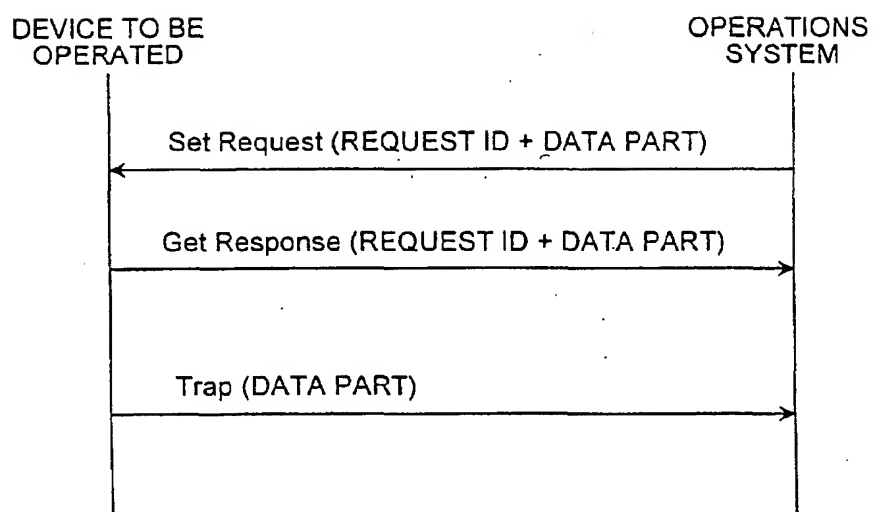 DEVICE TO BE
OPERATED
OPERATIONS
SYSTEM
Set Request (REQUEST ID + DATA PART)
Get Response (REQUEST ID + DATA PART)
Trap (DATA PART)